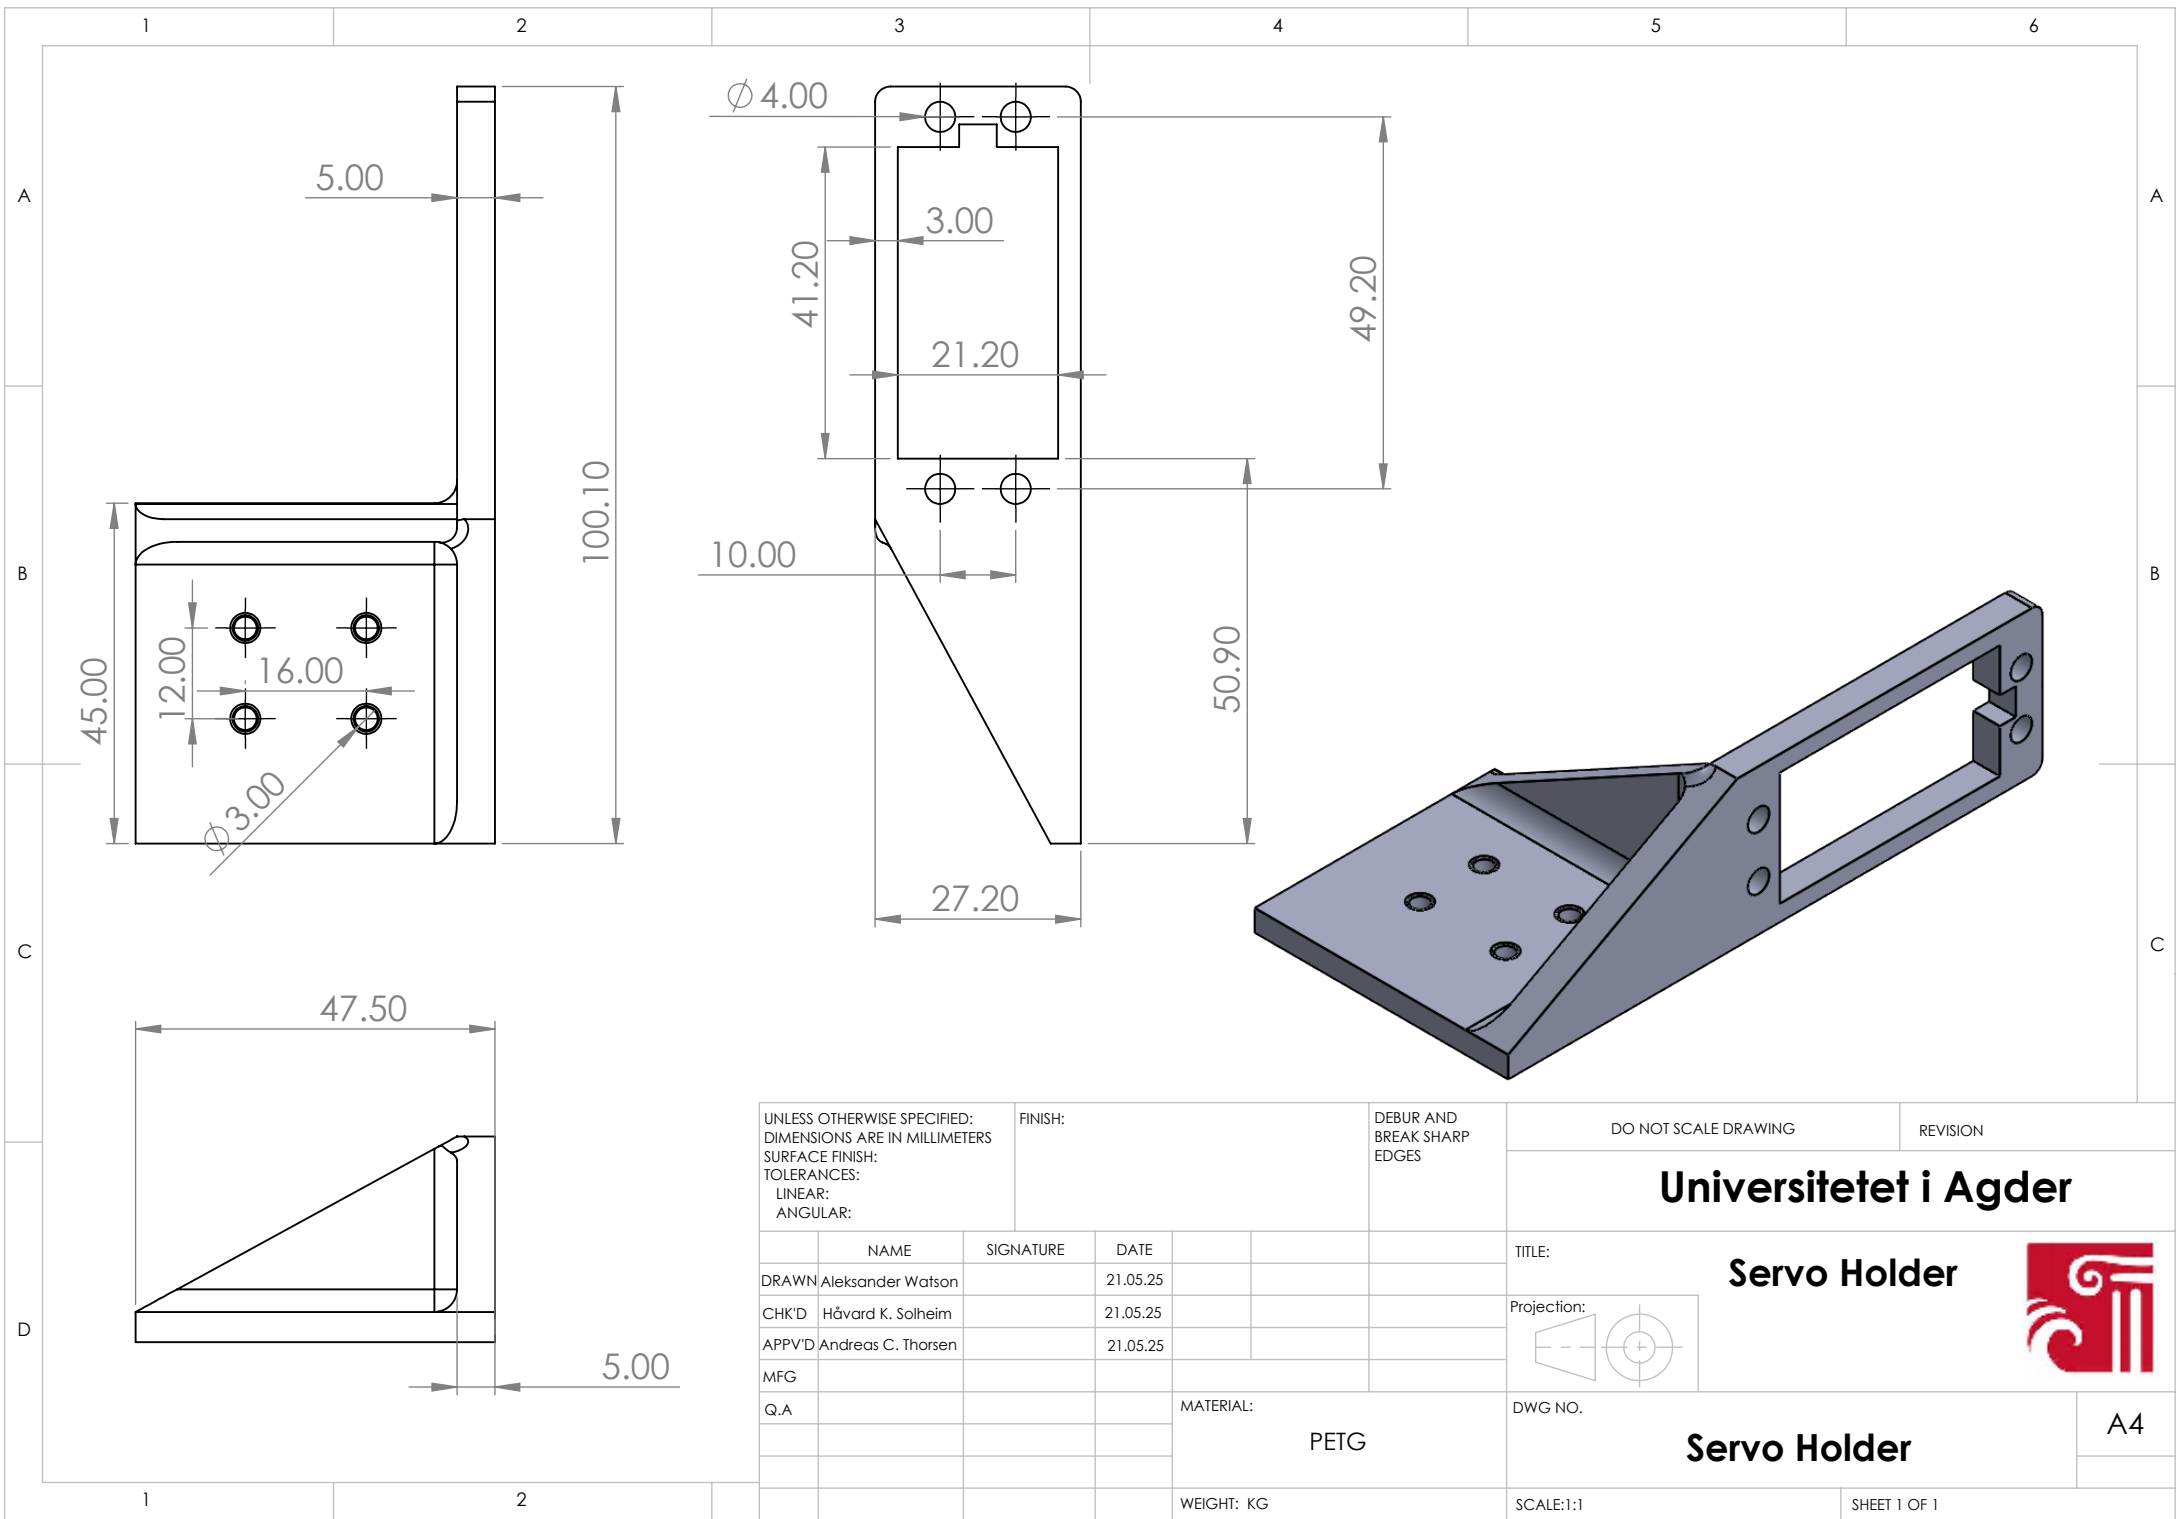 1 2 3 4 5 6
A A
B B
C C
D
1 2
5.00
100.10
45.00
12.00
16.00
∅3.00
∅4.00
3.00
41.20
21.20
49.20
10.00
50.90
27.20
47.50
5.00
UNLESS OTHERWISE SPECIFIED:
DIMENSIONS ARE IN MILLIMETERS
SURFACE FINISH:
TOLERANCES:
LINEAR:
ANGULAR:
FINISH:
DEBUR AND
BREAK SHARP
EDGES
DO NOT SCALE DRAWING
REVISION
Universitetet i Agder
NAME SIGNATURE DATE
DRAWN Aleksander Watson 21.05.25
CHK'D Håvard K. Solheim 21.05.25
APPV'D Andreas C. Thorsen 21.05.25
MFG
Q.A
TITLE:
Servo Holder
Projection:
MATERIAL:
PETG
DWG NO.
Servo Holder
A4
WEIGHT: KG
SCALE:1:1
SHEET 1 OF 1